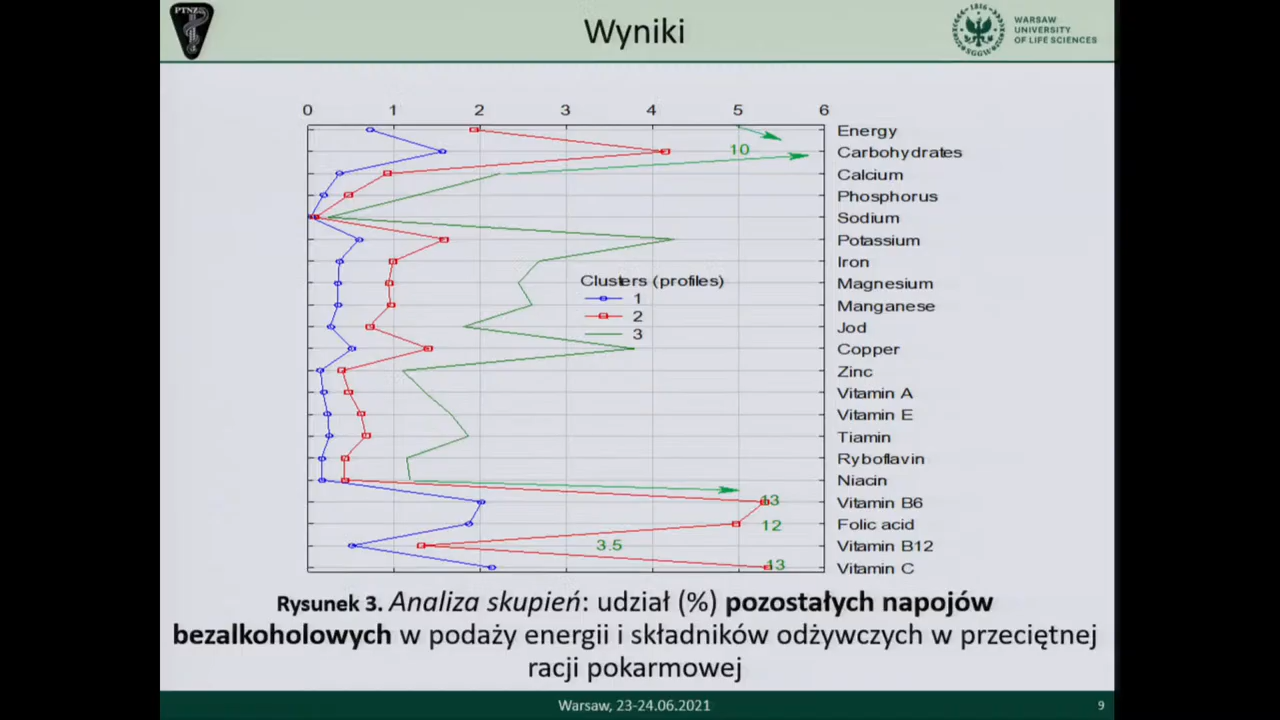 PTNZ
Wyniki
1816
SGGW
WARSAW
UNIVERSITY
OF LIFE SCIENCES
0 1 2 3 4 5 6
Energy
10
Carbohydrates
Calcium
Phosphorus
Sodium
Potassium
Iron
Magnesium
Manganese
Jod
Copper
Zinc
Vitamin A
Vitamin E
Tiamin
Ryboflavin
Niacin
13 Vitamin B6
12 Folic acid
3.5 Vitamin B12
13 Vitamin C
Clusters (profiles)
1
2
3
Rysunek 3. Analiza skupień: udział (%) pozostałych napojów
bezalkoholowych w podaży energii i składników odżywczych w przeciętnej
racji pokarmowej
Warsaw, 23-24.06.2021
9